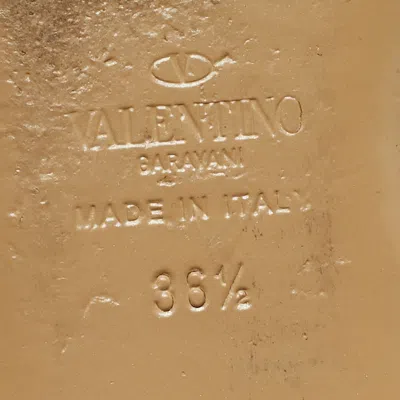 V
VALENTINO
GARAVANI
MADE IN ITALY
36½